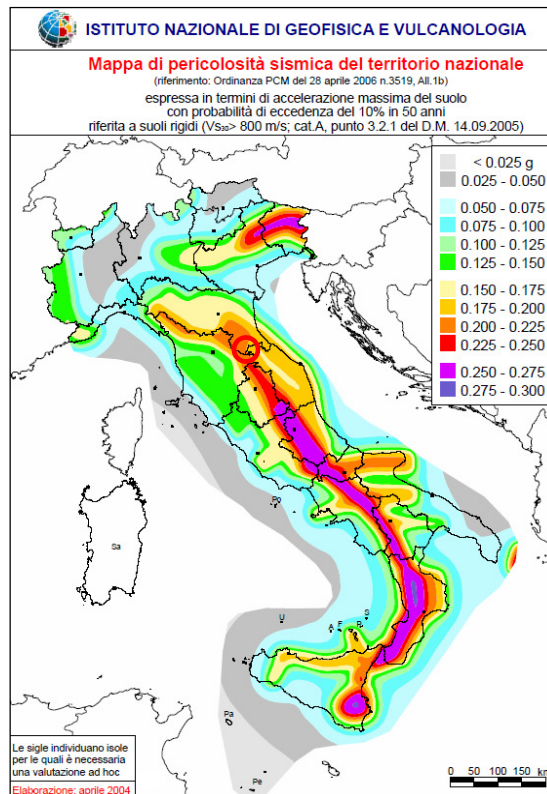 ISTITUTO NAZIONALE DI GEOFISICA E VULCANOLOGIA
Mappa di pericolosità sismica del territorio nazionale
(riferimento: Ordinanza PCM del 28 aprile 2006 n.3519, All.1b)
espressa in termini di accelerazione massima del suolo
con probabilità di eccedenza del 10% in 50 anni
riferita a suoli rigidi (Vs₃₀> 800 m/s; cat.A, punto 3.2.1 del D.M. 14.09.2005)
< 0.025 g
0.025 - 0.050
0.050 - 0.075
0.075 - 0.100
0.100 - 0.125
0.125 - 0.150
0.150 - 0.175
0.175 - 0.200
0.200 - 0.225
0.225 - 0.250
0.250 - 0.275
0.275 - 0.300
Po
Sa
U
S
A F P
Pa
Pe
Le sigle individuano isole
per le quali è necessaria
una valutazione ad hoc
Elaborazione: aprile 2004
0 50 100 150 km